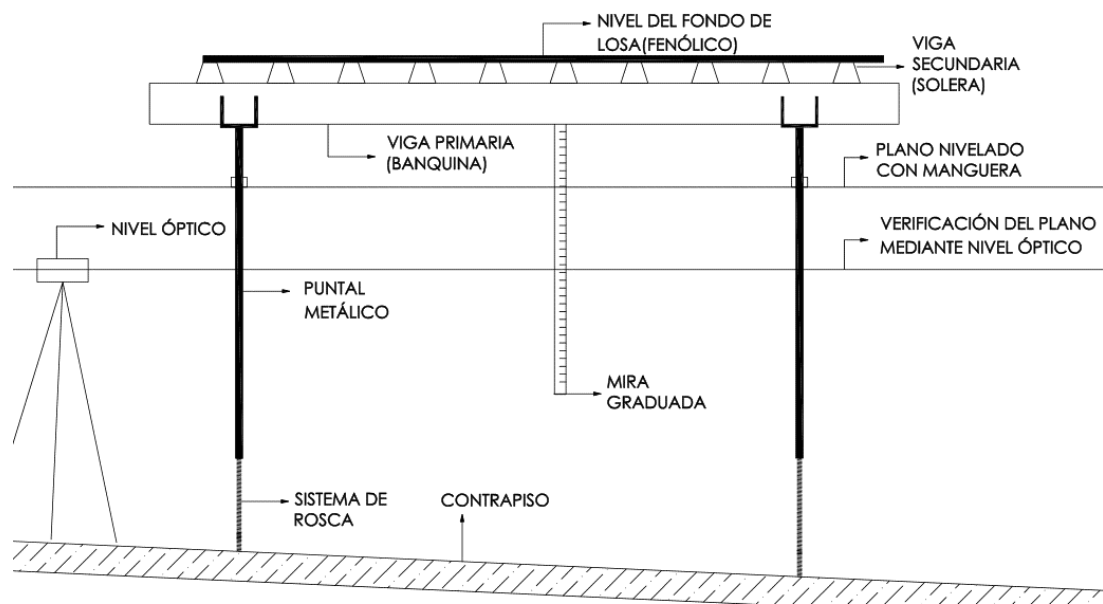 NIVEL DEL FONDO DE
LOSA(FENÓLICO)
VIGA
SECUNDARIA
(SOLERA)
VIGA PRIMARIA
(BANQUINA)
PLANO NIVELADO
CON MANGUERA
NIVEL ÓPTICO
VERIFICACIÓN DEL PLANO
MEDIANTE NIVEL ÓPTICO
PUNTAL
METÁLICO
MIRA
GRADUADA
SISTEMA DE
ROSCA
CONTRAPISO